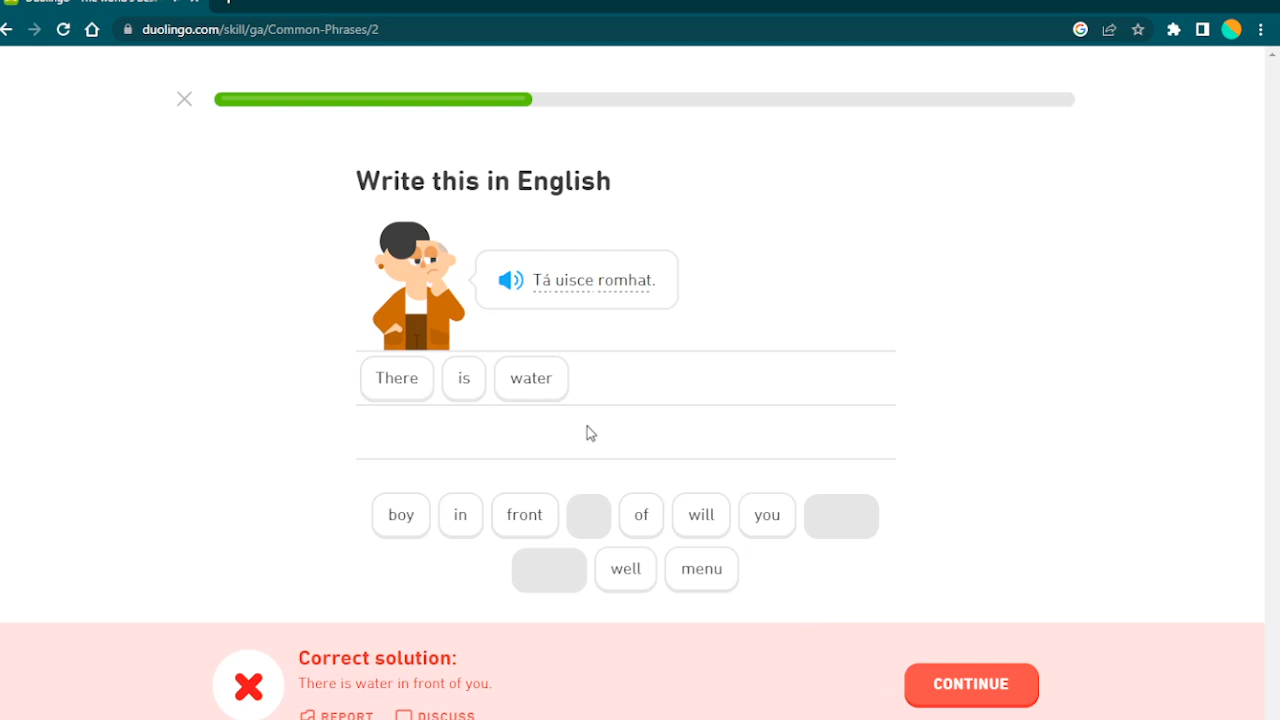 duolingo.com/skill/ga/Common-Phrases/2
Write this in English
Tá uisce romhat.
There is water
boy in front of will you
well menu
Correct solution:
There is water in front of you.
CONTINUE
REPORT DISCUSS